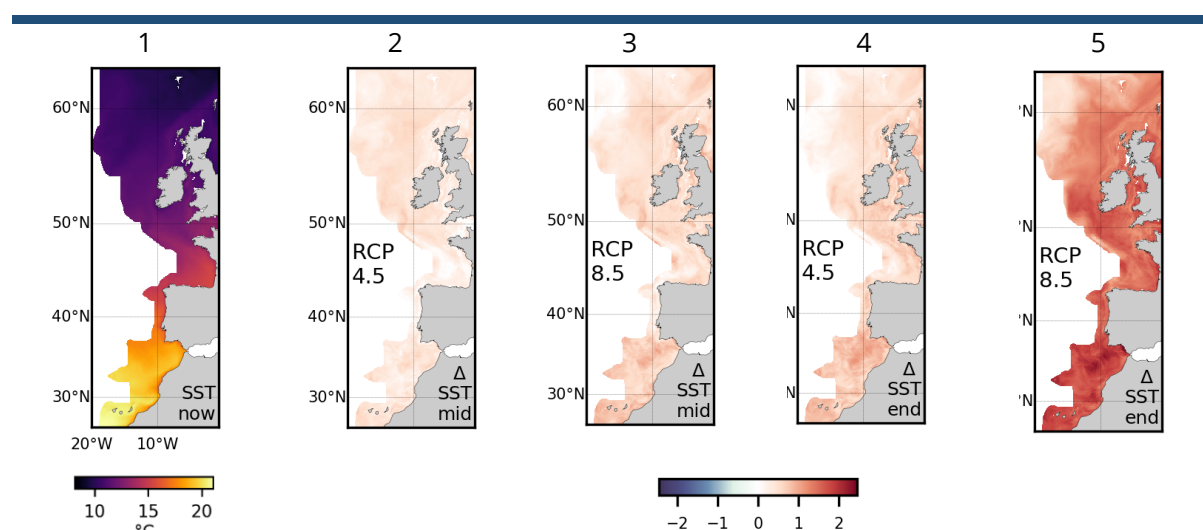 1 2 3 4 5
60°N 60°N 60°N N °N
50°N 50°N 50°N N °N
RCP RCP RCP RCP
4.5 8.5 4.5 8.5
40°N 40°N 40°N N °N
30°N 30°N 30°N N °N
SST
now
Δ
SST
mid
Δ
SST
mid
Δ
SST
end
Δ
SST
end
20°W 10°W
10 15 20
°C
−2 −1 0 1 2